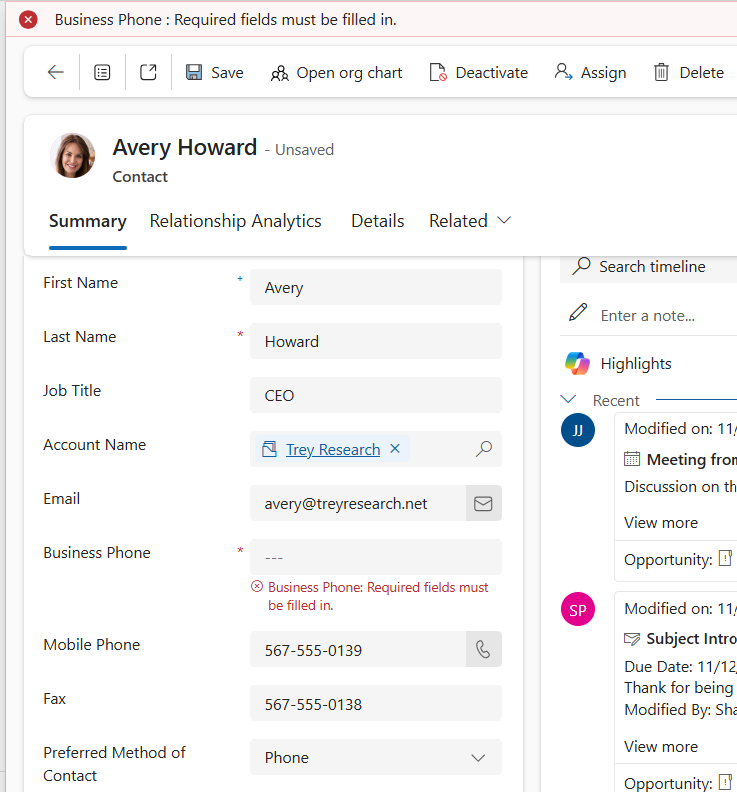 Business Phone : Required fields must be filled in.
Save Open org chart Deactivate Assign Delete
Avery Howard - Unsaved
Contact
Summary Relationship Analytics Details Related
First Name + Avery
Last Name * Howard
Job Title CEO
Account Name Trey Research
Email avery@treyresearch.net
Business Phone * ---
Business Phone: Required fields must
be filled in.
Mobile Phone 567-555-0139
Fax 567-555-0138
Preferred Method of
Contact
Phone
Search timeline
Enter a note...
Highlights
Recent
JJ
Modified on: 11/
Meeting from
Discussion on th
View more
Opportunity:
SP
Modified on: 11/
Subject Intro
Due Date: 11/12,
Thank for being
Modified By: Sha
View more
Opportunity: